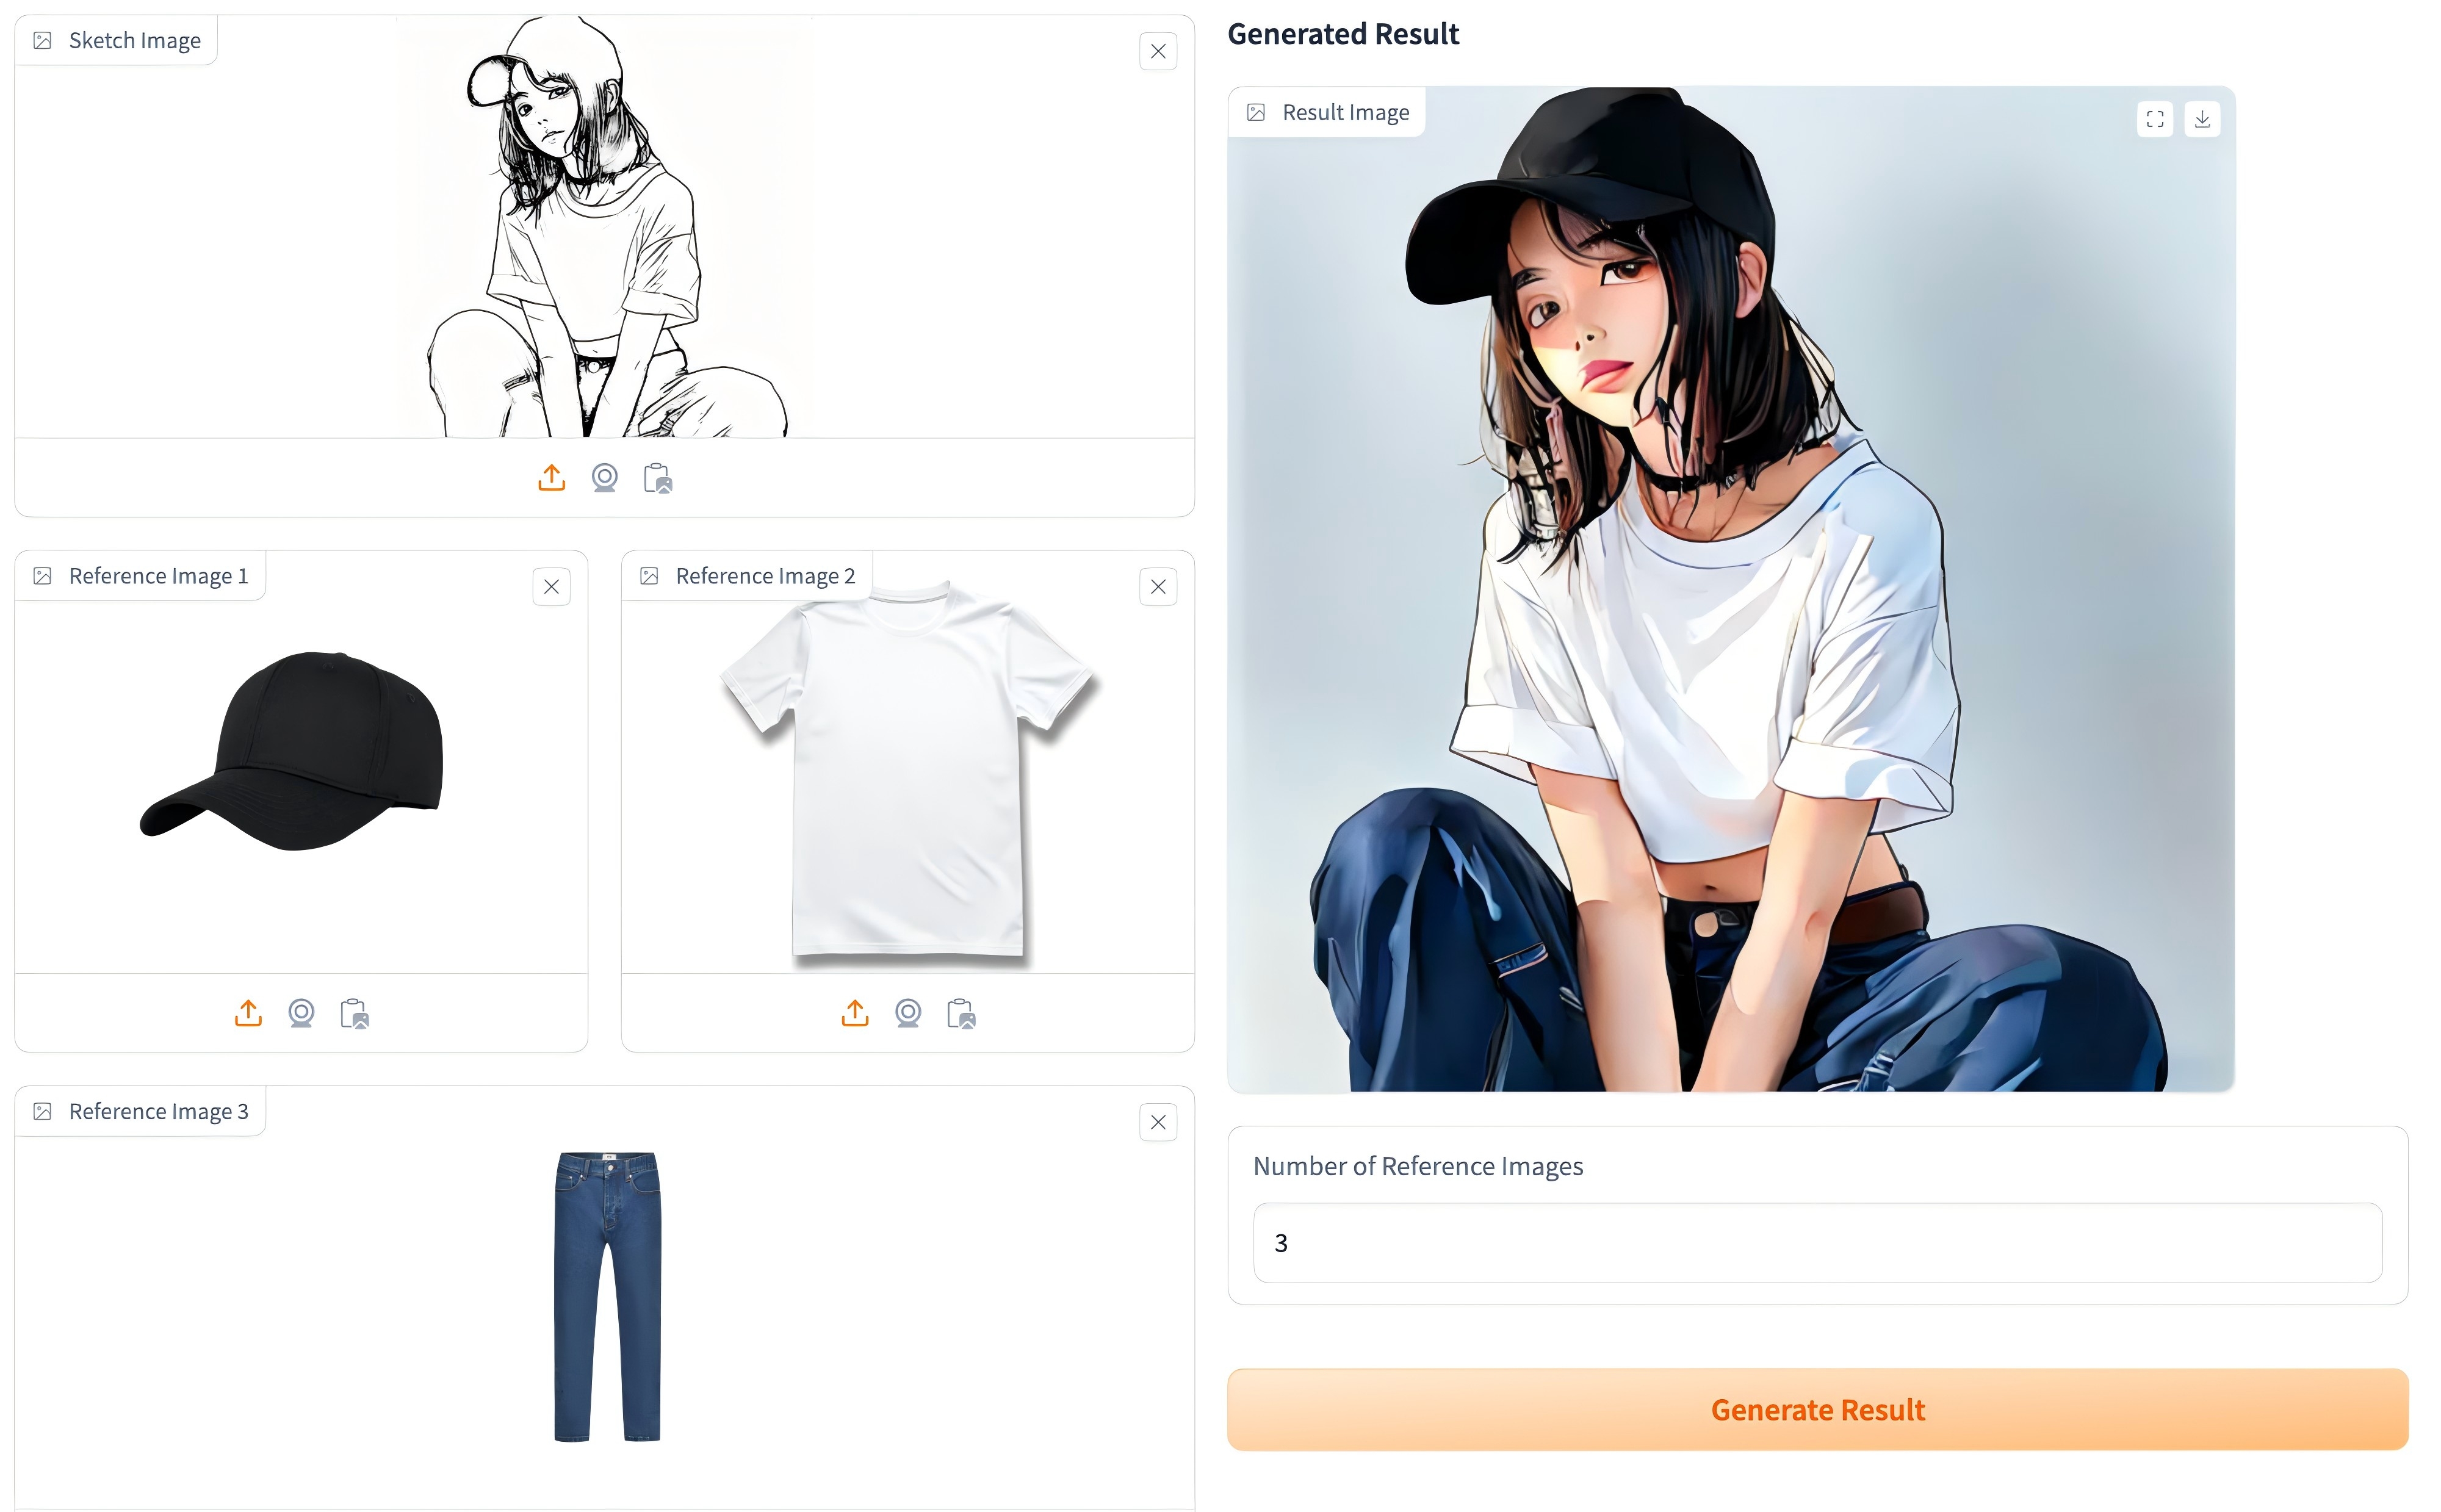 Sketch Image
Reference Image 1
Reference Image 2
Reference Image 3
Generated Result
Result Image
Number of Reference Images
3
Generate Result